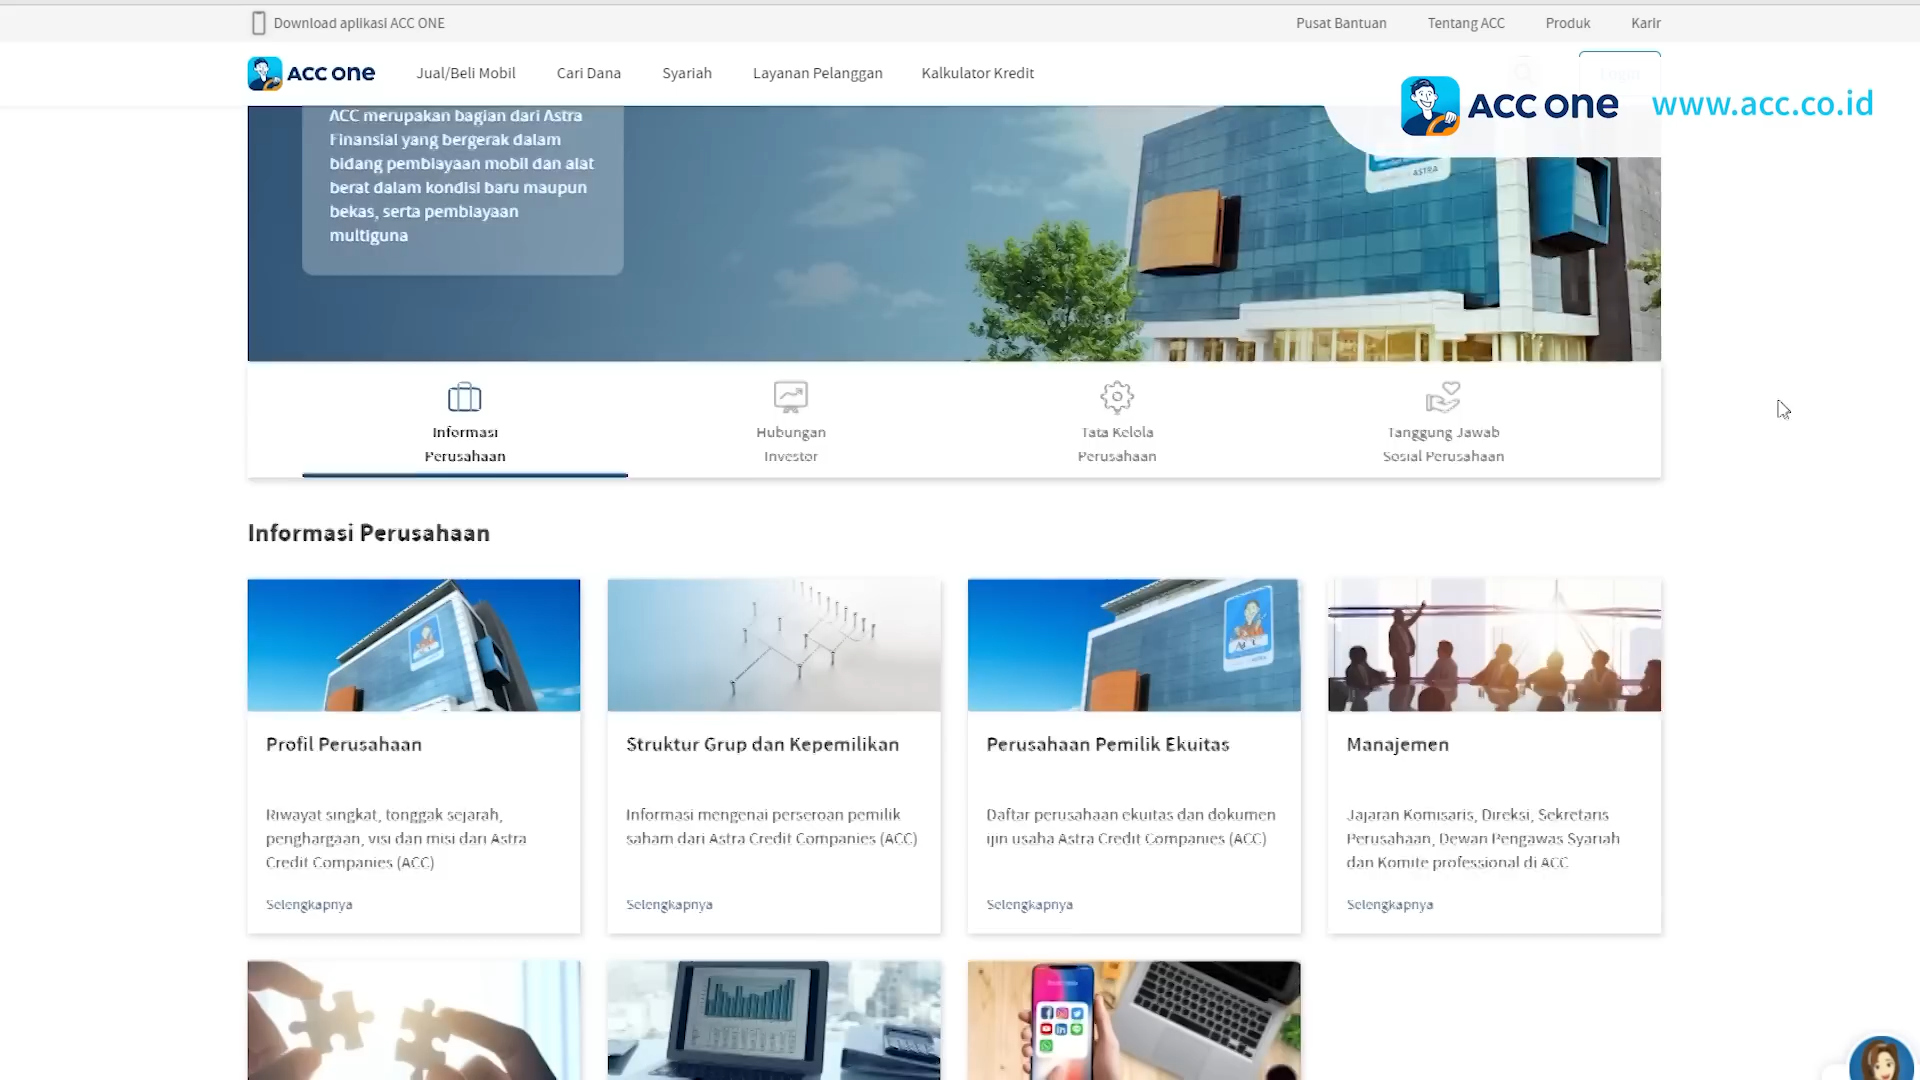 Download aplikasi ACC ONE
Pusat Bantuan
Tentang ACC
Produk
Karir
ACC ONE
Jual/Beli Mobil
Cari Dana
Syariah
Layanan Pelanggan
Kalkulator Kredit
Login
ACC ONE
www.acc.co.id
ACC merupakan bagian dari Astra
Finansial yang bergerak dalam
bidang pembiayaan mobil dan alat
berat dalam kondisi baru maupun
bekas, serta pembiayaan
multiguna
ASTRA
Informasi
Perusahaan
Hubungan
Investor
Tata Kelola
Perusahaan
Tanggung Jawab
Sosial Perusahaan
Informasi Perusahaan
Profil Perusahaan
Riwayat singkat, tonggak sejarah,
penghargaan, visi dan misi dari Astra
Credit Companies (ACC)
Selengkapnya
Struktur Grup dan Kepemilikan
Informasi mengenai perseroan pemilik
saham dari Astra Credit Companies (ACC)
Selengkapnya
Perusahaan Pemilik Ekuitas
Daftar perusahaan ekuitas dan dokumen
ijin usaha Astra Credit Companies (ACC)
Selengkapnya
Manajemen
Jajaran Komisaris, Direksi, Sekretaris
Perusahaan, Dewan Pengawas Syariah
dan Komite professional di ACC
Selengkapnya